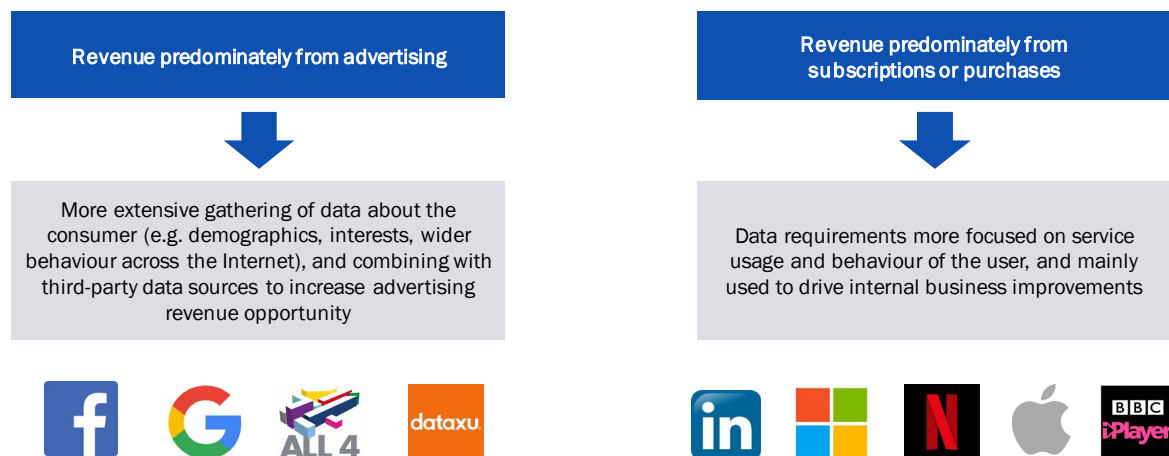 Revenue predominately from advertising
Revenue predominately from
subscriptions or purchases
More extensive gathering of data about the
consumer (e.g. demographics, interests, wider
behaviour across the Internet), and combining with
third-party data sources to increase advertising
revenue opportunity
Data requirements more focused on service
usage and behaviour of the user, and mainly
used to drive internal business improvements
f
G
ALL 4
dataxu.
in
N
BBC
iPlayer